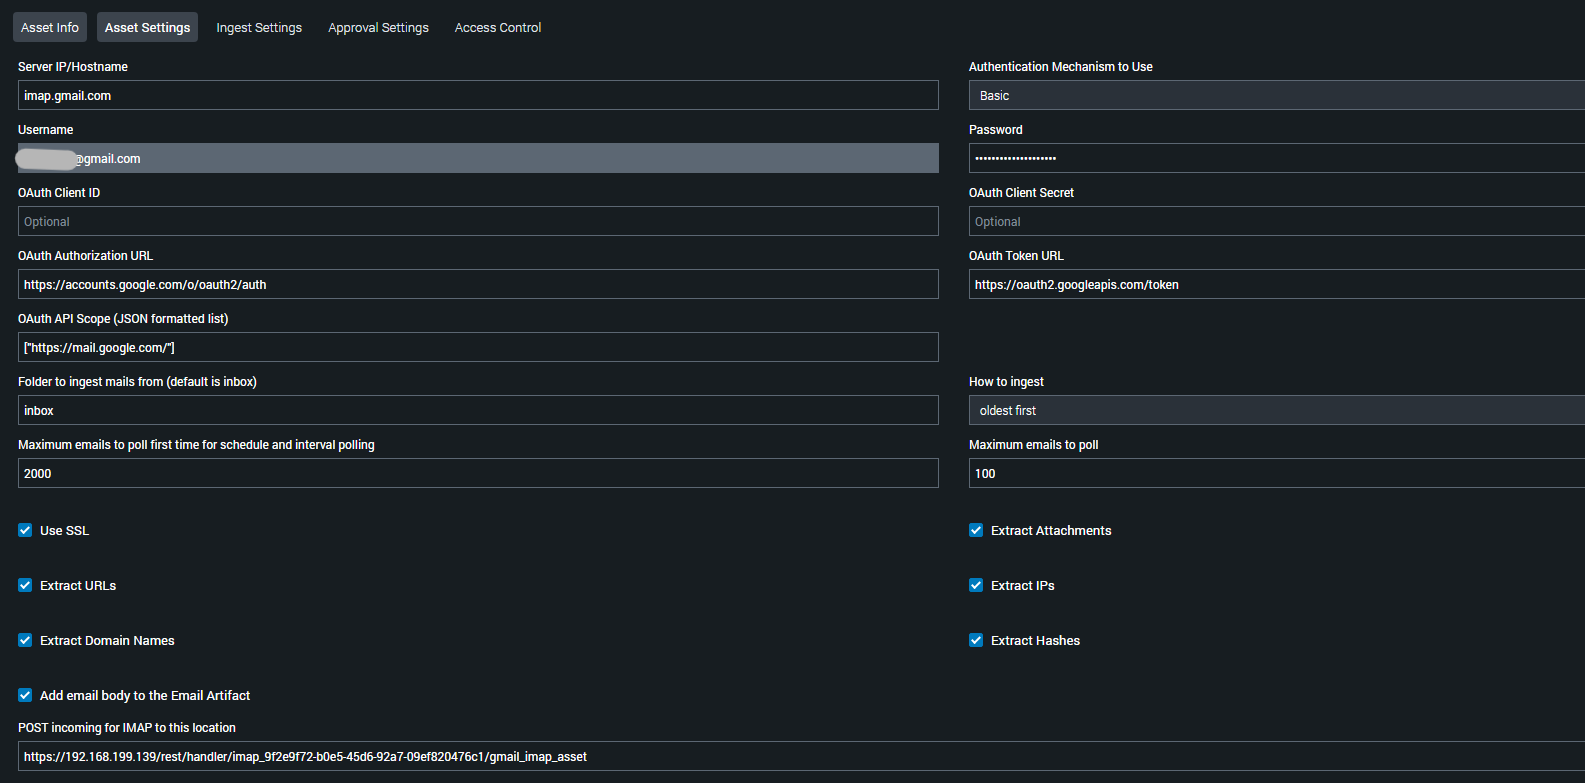 Asset Info Asset Settings Ingest Settings Approval Settings Access Control
Server IP/Hostname Authentication Mechanism to Use
imap.gmail.com Basic
Username Password
@gmail.com ••••••••••••••••••••
OAuth Client ID OAuth Client Secret
Optional Optional
OAuth Authorization URL OAuth Token URL
https://accounts.google.com/o/oauth2/auth https://oauth2.googleapis.com/token
OAuth API Scope (JSON formatted list)
["https://mail.google.com/"]
Folder to ingest mails from (default is inbox) How to ingest
inbox oldest first
Maximum emails to poll first time for schedule and interval polling Maximum emails to poll
2000 100
Use SSL Extract Attachments
Extract URLs Extract IPs
Extract Domain Names Extract Hashes
Add email body to the Email Artifact
POST incoming for IMAP to this location
https://192.168.199.139/rest/handler/imap_9f2e9f72-b0e5-45d6-92a7-09ef820476c1/gmail_imap_asset